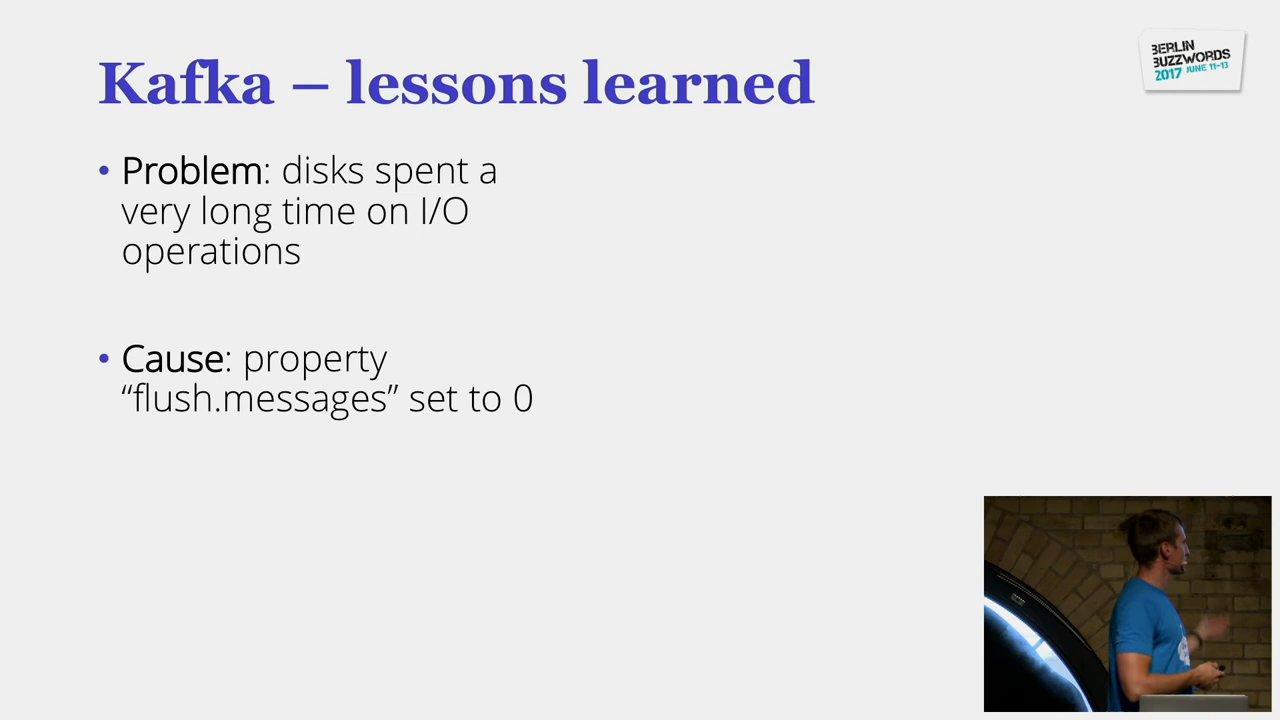 Kafka – lessons learned
BERLIN
BUZZWORDS
2017 JUNE 11-13
• Problem: disks spent a
very long time on I/O
operations
• Cause: property
“flush.messages” set to 0